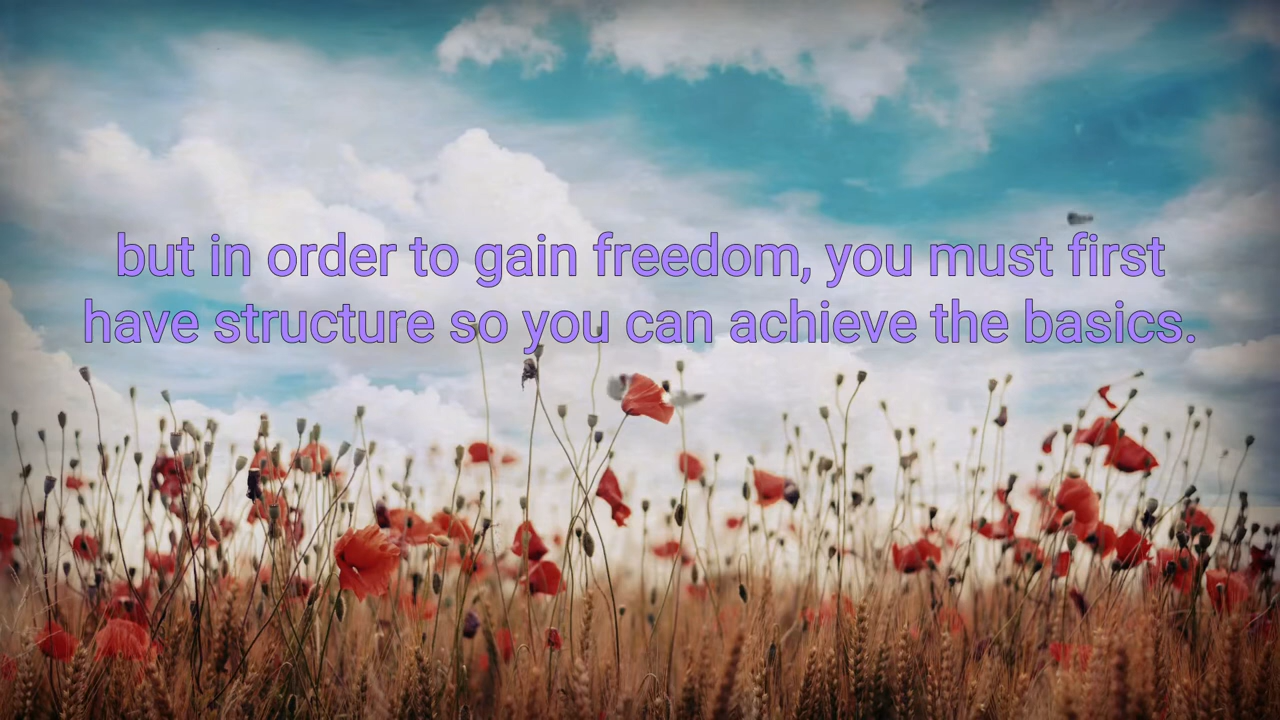 but in order to gain freedom, you must first
have structure so you can achieve the basics.